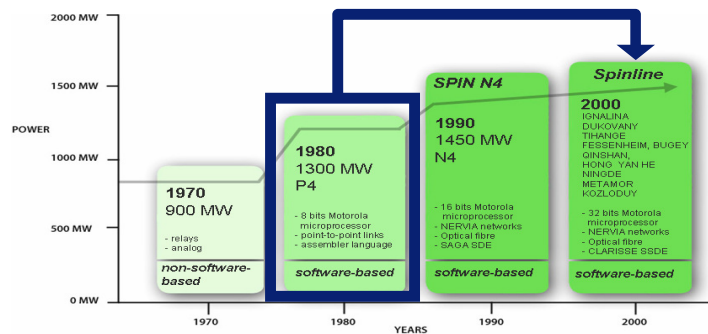 2000 MW
1500 MW
POWER
1000 MW
500 MW
0 MW
1970
900 MW
- relays
- analog
non-software-
based
1980
1300 MW
P4
- 8 bits Motorola
microprocessor
- point-to-point links
- assembler language
software-based
SPIN N4
1990
1450 MW
N4
- 16 bits Motorola
microprocessor
- NERVIA networks
- Optical fibre
- SAGA SDE
software-based
Spinline
2000
IGNALINA
DUKOVANY
TIHANGE
FESSENHEIM, BUGEY
QINSHAN,
HONG YAN HE
NINGDE
METAMOR
KOZLODUY
- 32 bits Motorola
microprocessor
- NERVIA networks
- Optical fibre
- CLARISSE SSDE
software-based
1970
1980
1990
2000
YEARS